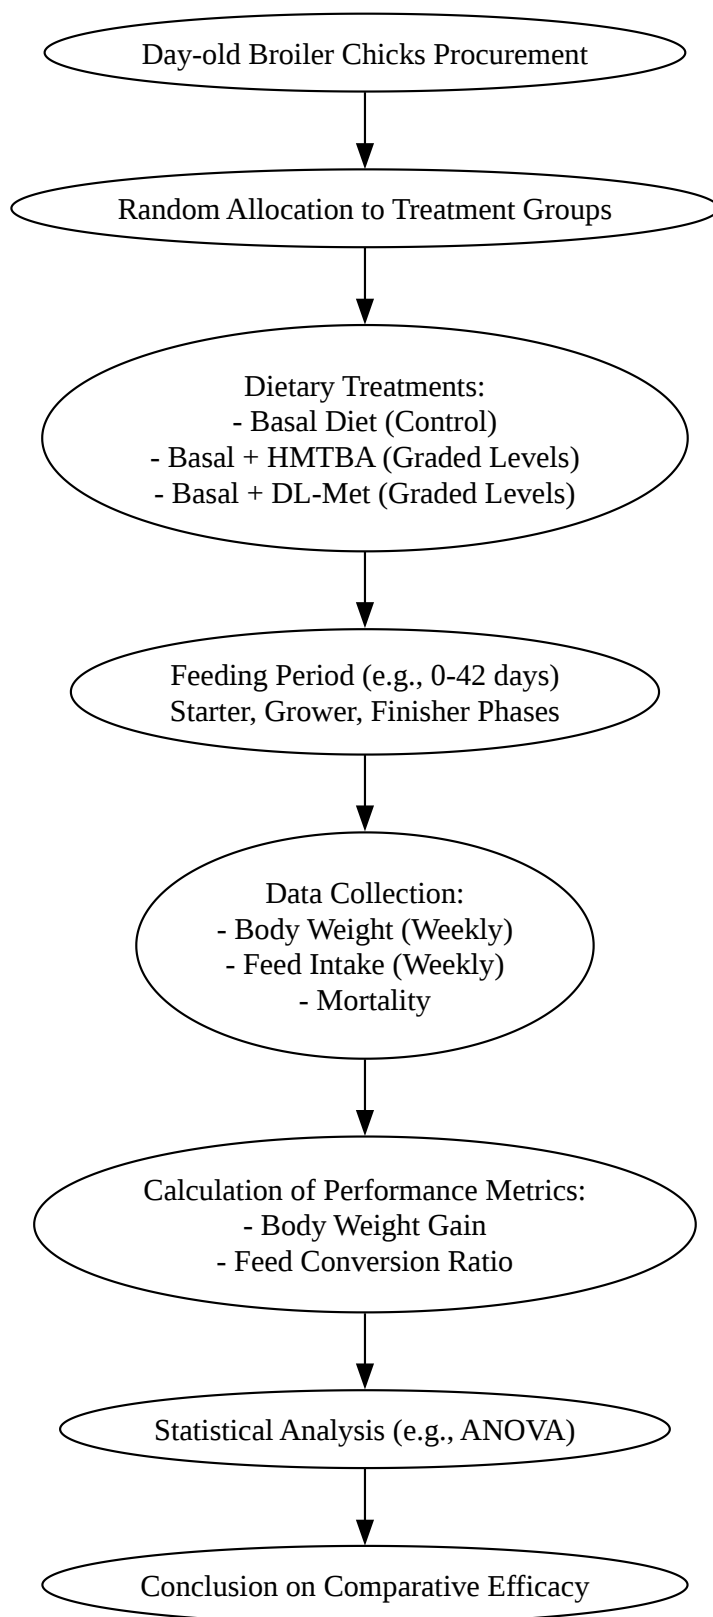 Day-old Broiler Chicks Procurement
Random Allocation to Treatment Groups
Dietary Treatments:
- Basal Diet (Control)
- Basal + HMTBA (Graded Levels)
- Basal + DL-Met (Graded Levels)
Feeding Period (e.g., 0-42 days)
Starter, Grower, Finisher Phases
Data Collection:
- Body Weight (Weekly)
- Feed Intake (Weekly)
- Mortality
Calculation of Performance Metrics:
- Body Weight Gain
- Feed Conversion Ratio
Statistical Analysis (e.g., ANOVA)
Conclusion on Comparative Efficacy